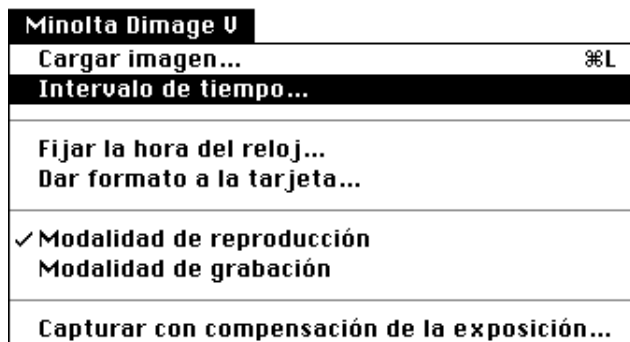 Minolta Dimage V
Cargar imagen... ⌘L
Intervalo de tiempo...
Fijar la hora del reloj...
Dar formato a la tarjeta...
✓Modalidad de reproducción
Modalidad de grabación
Capturar con compensación de la exposición...